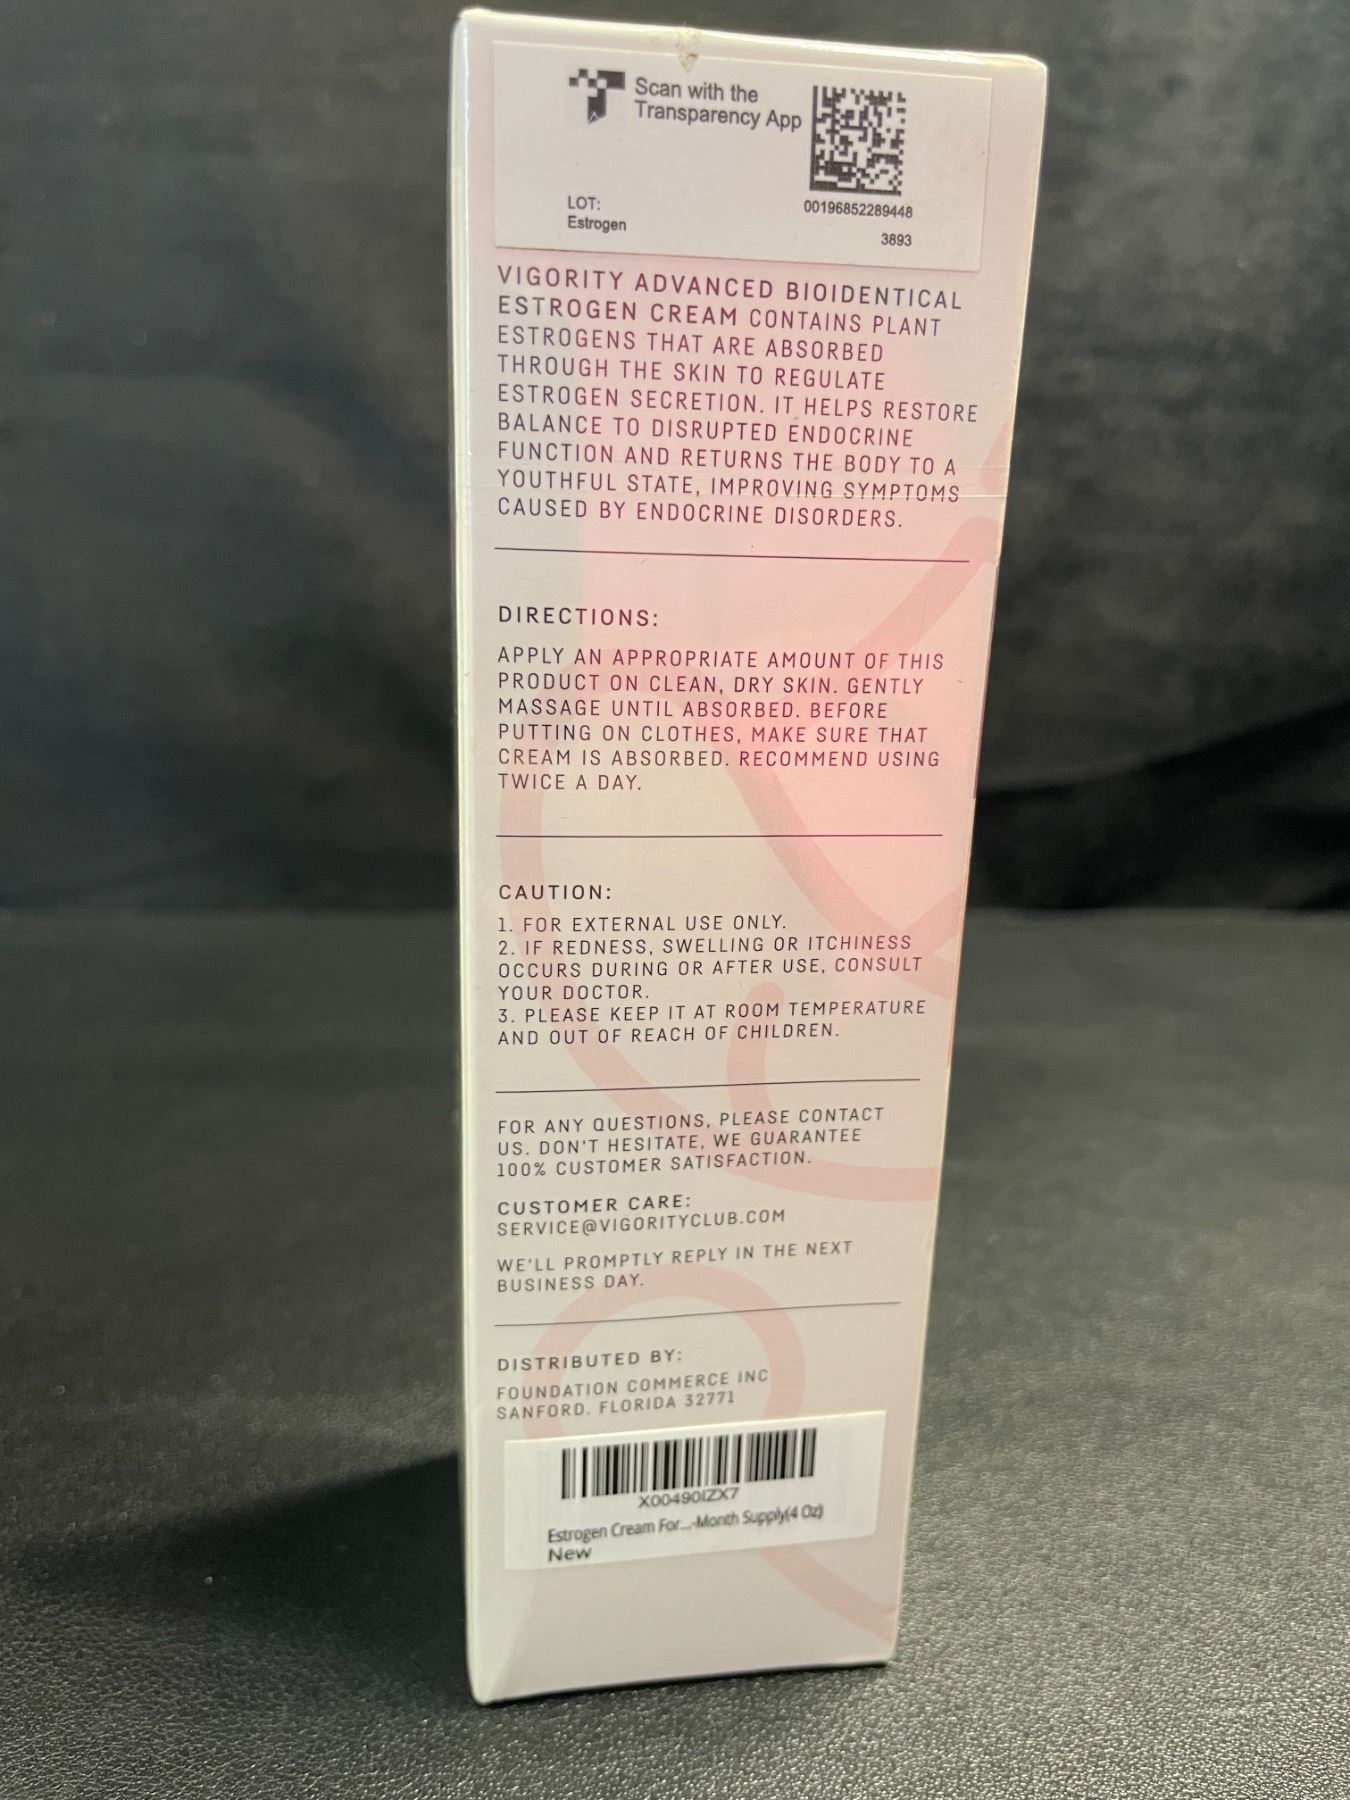 Scan with the
Transparency App
LOT:
Estrogen
00196852289448
3893
VIGORITY ADVANCED BIOIDENTICAL
ESTROGEN CREAM CONTAINS PLANT
ESTROGENS THAT ARE ABSORBED
THROUGH THE SKIN TO REGULATE
ESTROGEN SECRETION. IT HELPS RESTORE
BALANCE TO DISRUPTED ENDOCRINE
FUNCTION AND RETURNS THE BODY TO A
YOUTHFUL STATE, IMPROVING SYMPTOMS
CAUSED BY ENDOCRINE DISORDERS.
DIRECTIONS:
APPLY AN APPROPRIATE AMOUNT OF THIS
PRODUCT ON CLEAN, DRY SKIN. GENTLY
MASSAGE UNTIL ABSORBED. BEFORE
PUTTING ON CLOTHES, MAKE SURE THAT
CREAM IS ABSORBED. RECOMMEND USING
TWICE A DAY.
CAUTION:
1. FOR EXTERNAL USE ONLY.
2. IF REDNESS, SWELLING OR ITCHINESS
OCCURS DURING OR AFTER USE, CONSULT
YOUR DOCTOR.
3. PLEASE KEEP IT AT ROOM TEMPERATURE
AND OUT OF REACH OF CHILDREN.
FOR ANY QUESTIONS, PLEASE CONTACT
US. DON'T HESITATE, WE GUARANTEE
100% CUSTOMER SATISFACTION.
CUSTOMER CARE:
SERVICE@VIGORITYCLUB.COM
WE'LL PROMPTLY REPLY IN THE NEXT
BUSINESS DAY.
DISTRIBUTED BY:
FOUNDATION COMMERCE INC
SANFORD. FLORIDA 32771
X00490IZX7
Estrogen Cream For...-Month Supply(4 Oz)
New